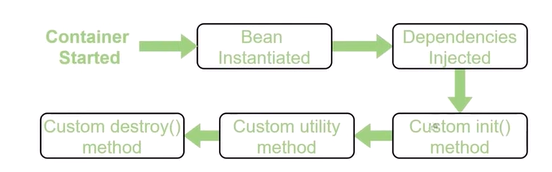 Container
Started
Bean
Instantiated
Dependencies
Injected
Custom init()
method
Custom utility
method
Custom destroy()
method